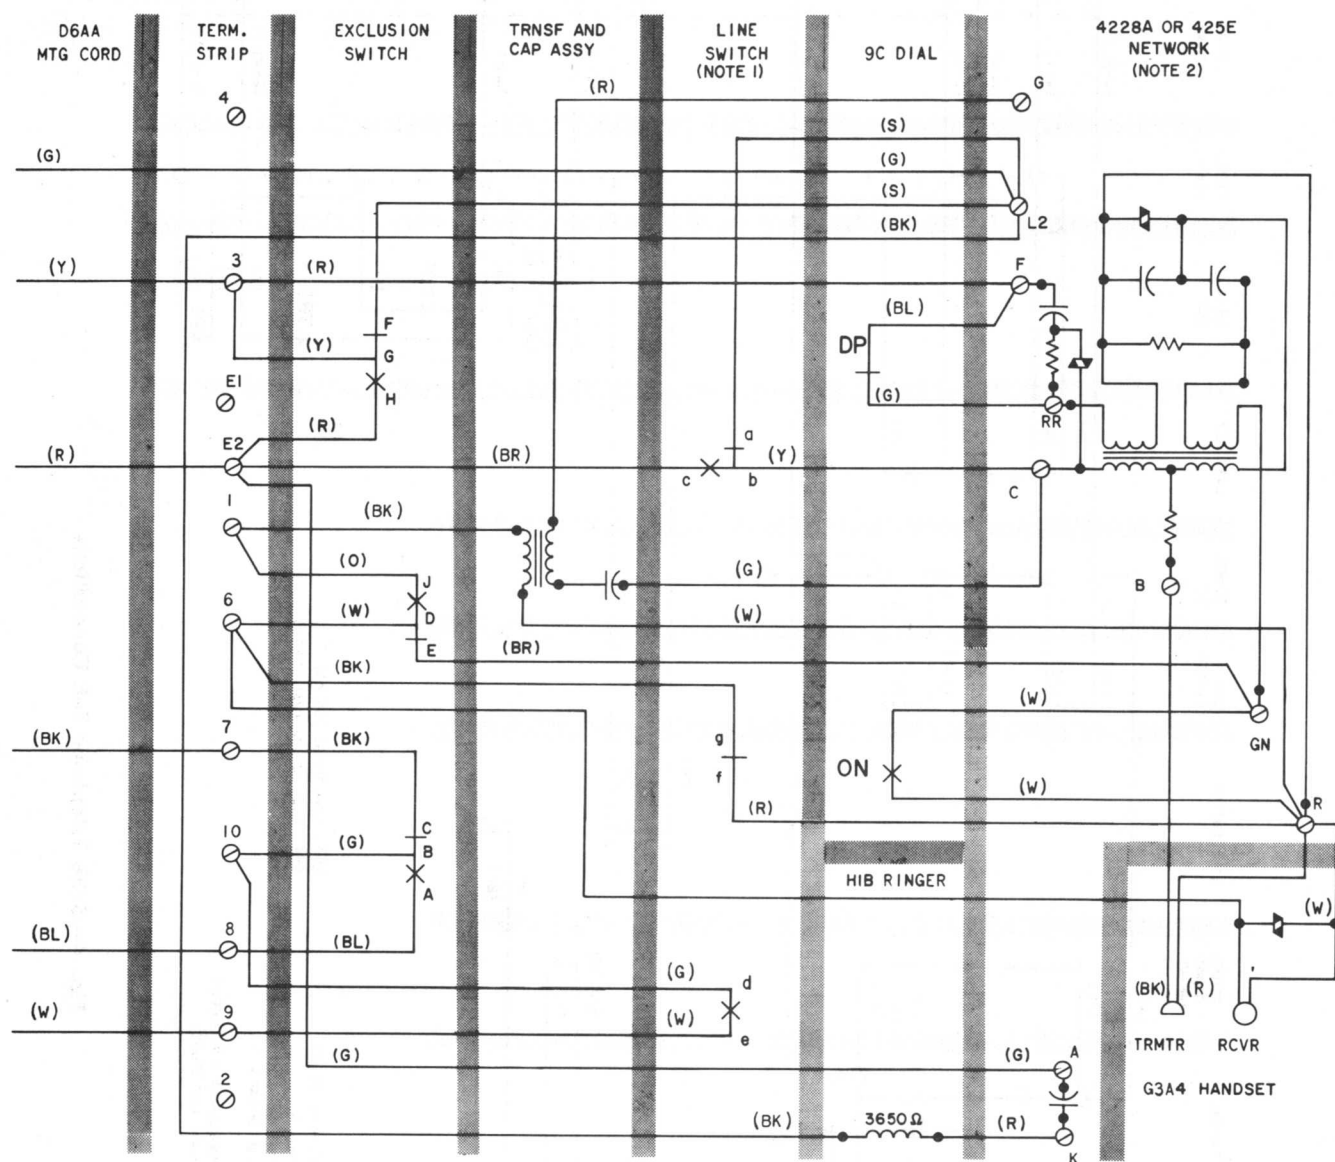 D6AA
MTG CORD
TERM.
STRIP
EXCLUSION
SWITCH
TRNSF AND
CAP ASSY
LINE
SWITCH
(NOTE 1)
9C DIAL
4228A OR 425E
NETWORK
(NOTE 2)
4
(R)
G
(S)
(G)
(G)
(S)
L2
(BK)
(Y)
3
(R)
F
(BL)
F
(Y)
G
DP
E1
H
(G)
RR
(R)
E2
a
(R)
(BR)
c
b
(Y)
C
1
(BK)
(O)
J
(G)
B
6
(W)
D
(W)
E
(BR)
(BK)
(W)
(BK)
7
(BK)
g
f
ON
GN
(W)
(R)
R
10
C
(G)
B
A
HIB RINGER
(W)
(BL)
8
(BL)
(G)
d
(BK)
(R)
(W)
9
(W)
e
TRMTR
RCVR
(G)
(G)
A
2
G3A4 HANDSET
(BK)
3650Ω
(R)
K